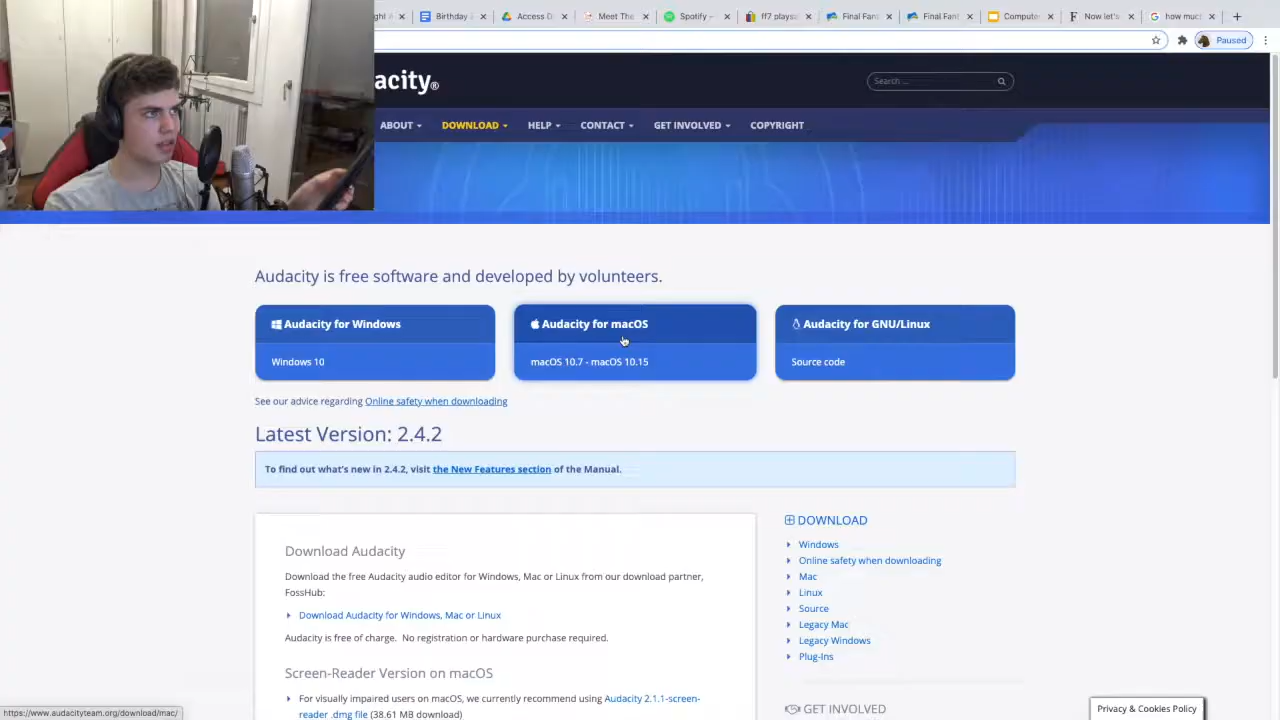 ght
Birthday
Access D
Meet The
Spotify –
ff7 playsa
Final Fan
Final Fant
Compute
Now let's
how much
Paused
acity®
Search ...
ABOUT DOWNLOAD HELP CONTACT GET INVOLVED COPYRIGHT
Audacity is free software and developed by volunteers.
Audacity for Windows
Windows 10
Audacity for macOS
macOS 10.7 - macOS 10.15
Audacity for GNU/Linux
Source code
See our advice regarding Online safety when downloading
Latest Version: 2.4.2
To find out what's new in 2.4.2, visit the New Features section of the Manual.
Download Audacity
Download the free Audacity audio editor for Windows, Mac or Linux from our download partner,
FossHub:
Download Audacity for Windows, Mac or Linux
Audacity is free of charge. No registration or hardware purchase required.
Screen-Reader Version on macOS
For visually impaired users on macOS, we currently recommend using Audacity 2.1.1-screen-
reader .dmg file (38.61 MB download)
DOWNLOAD
Windows
Online safety when downloading
Mac
Linux
Source
Legacy Mac
Legacy Windows
Plug-Ins
GET INVOLVED
https://www.audacityteam.org/download/mac/
Privacy & Cookies Policy